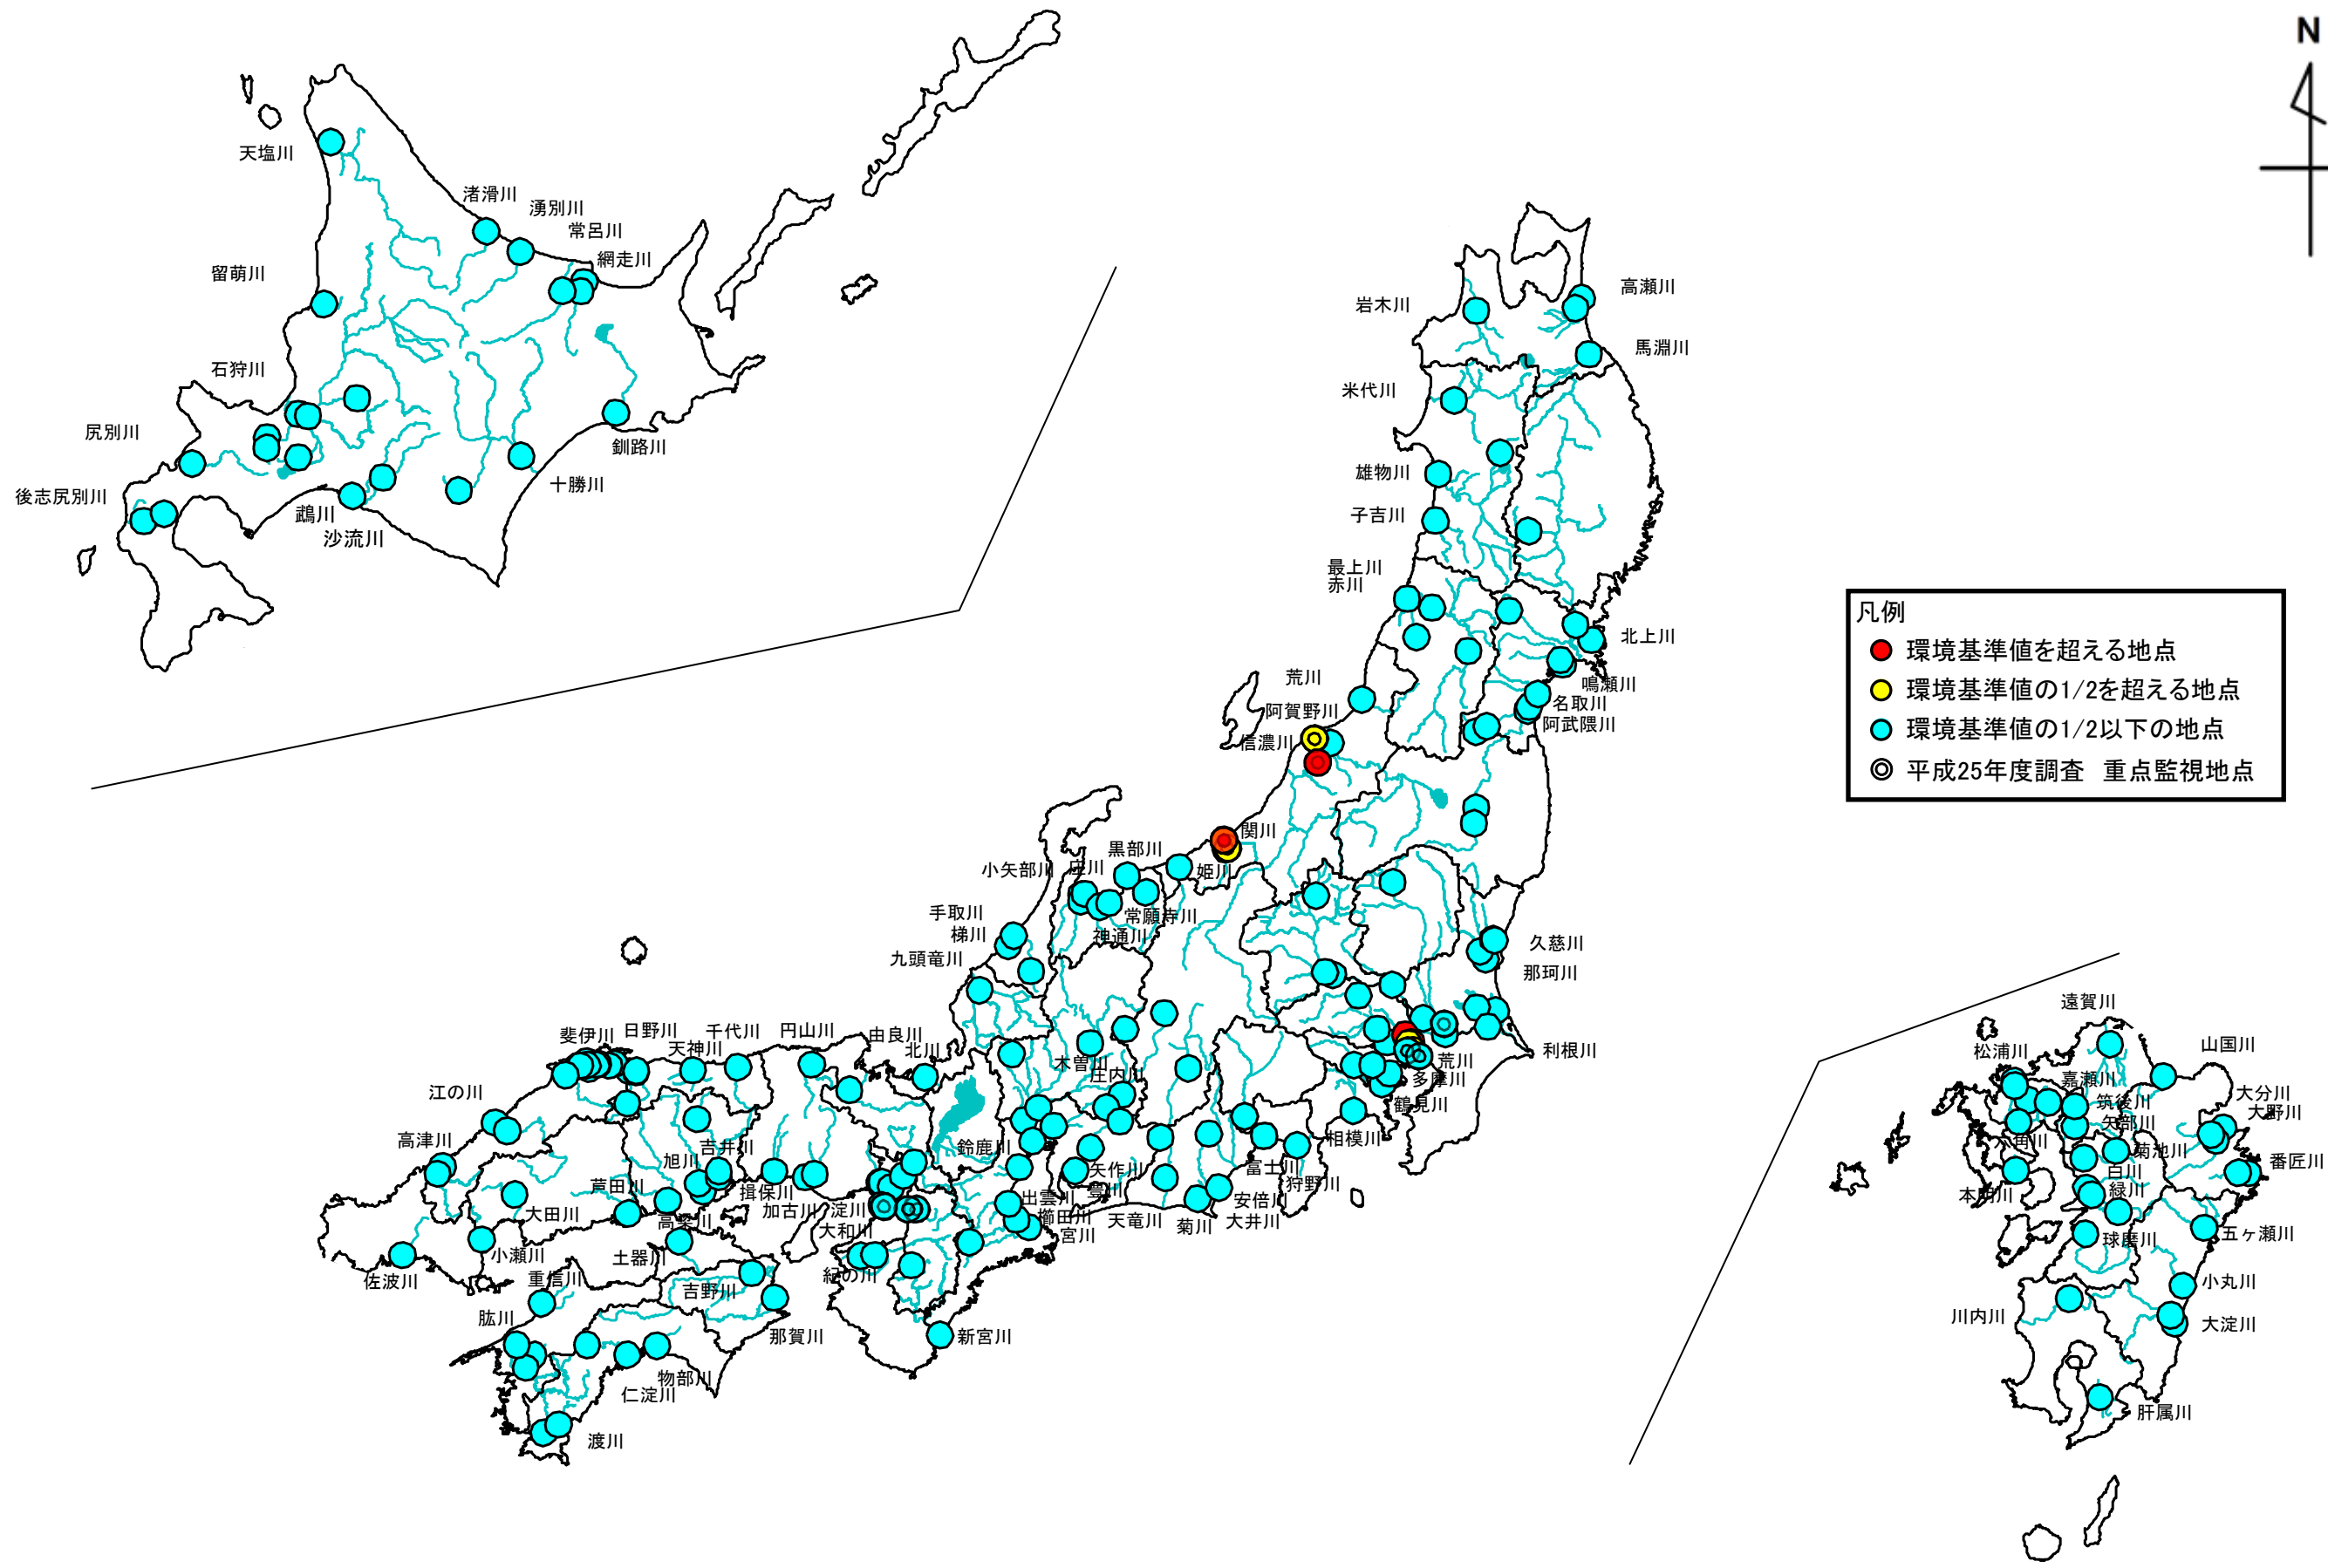 N
天塩川
渚滑川
湧別川
常呂川
網走川
留萌川
石狩川
尻別川
後志尻別川
鵡川
沙流川
十勝川
釧路川
岩木川
高瀬川
馬淵川
米代川
雄物川
子吉川
最上川
赤川
北上川
鳴瀬川
名取川
阿武隈川
荒川
阿賀野川
信濃川
関川
姫川
黒部川
庄川
小矢部川
常願寺川
神通川
手取川
梯川
九頭竜川
久慈川
那珂川
利根川
荒川
多摩川
鶴見川
相模川
富士川
狩野川
安倍川
大井川
菊川
天竜川
豊川
矢作川
庄内川
木曽川
鈴鹿川
出雲川
櫛田川
宮川
由良川
北川
円山川
千代川
天神川
日野川
斐伊川
江の川
高津川
吉井川
旭川
芦田川
高梁川
揖保川
加古川
淀川
大和川
紀の川
新宮川
大田川
小瀬川
佐波川
土器川
重信川
吉野川
那賀川
肱川
物部川
仁淀川
渡川
遠賀川
山国川
松浦川
嘉瀬川
筑後川
矢部川
六角川
大分川
大野川
菊池川
番匠川
白川
本明川
緑川
球磨川
五ヶ瀬川
小丸川
川内川
大淀川
肝属川
凡例
環境基準値を超える地点
環境基準値の1/2を超える地点
環境基準値の1/2以下の地点
平成25年度調査　重点監視地点